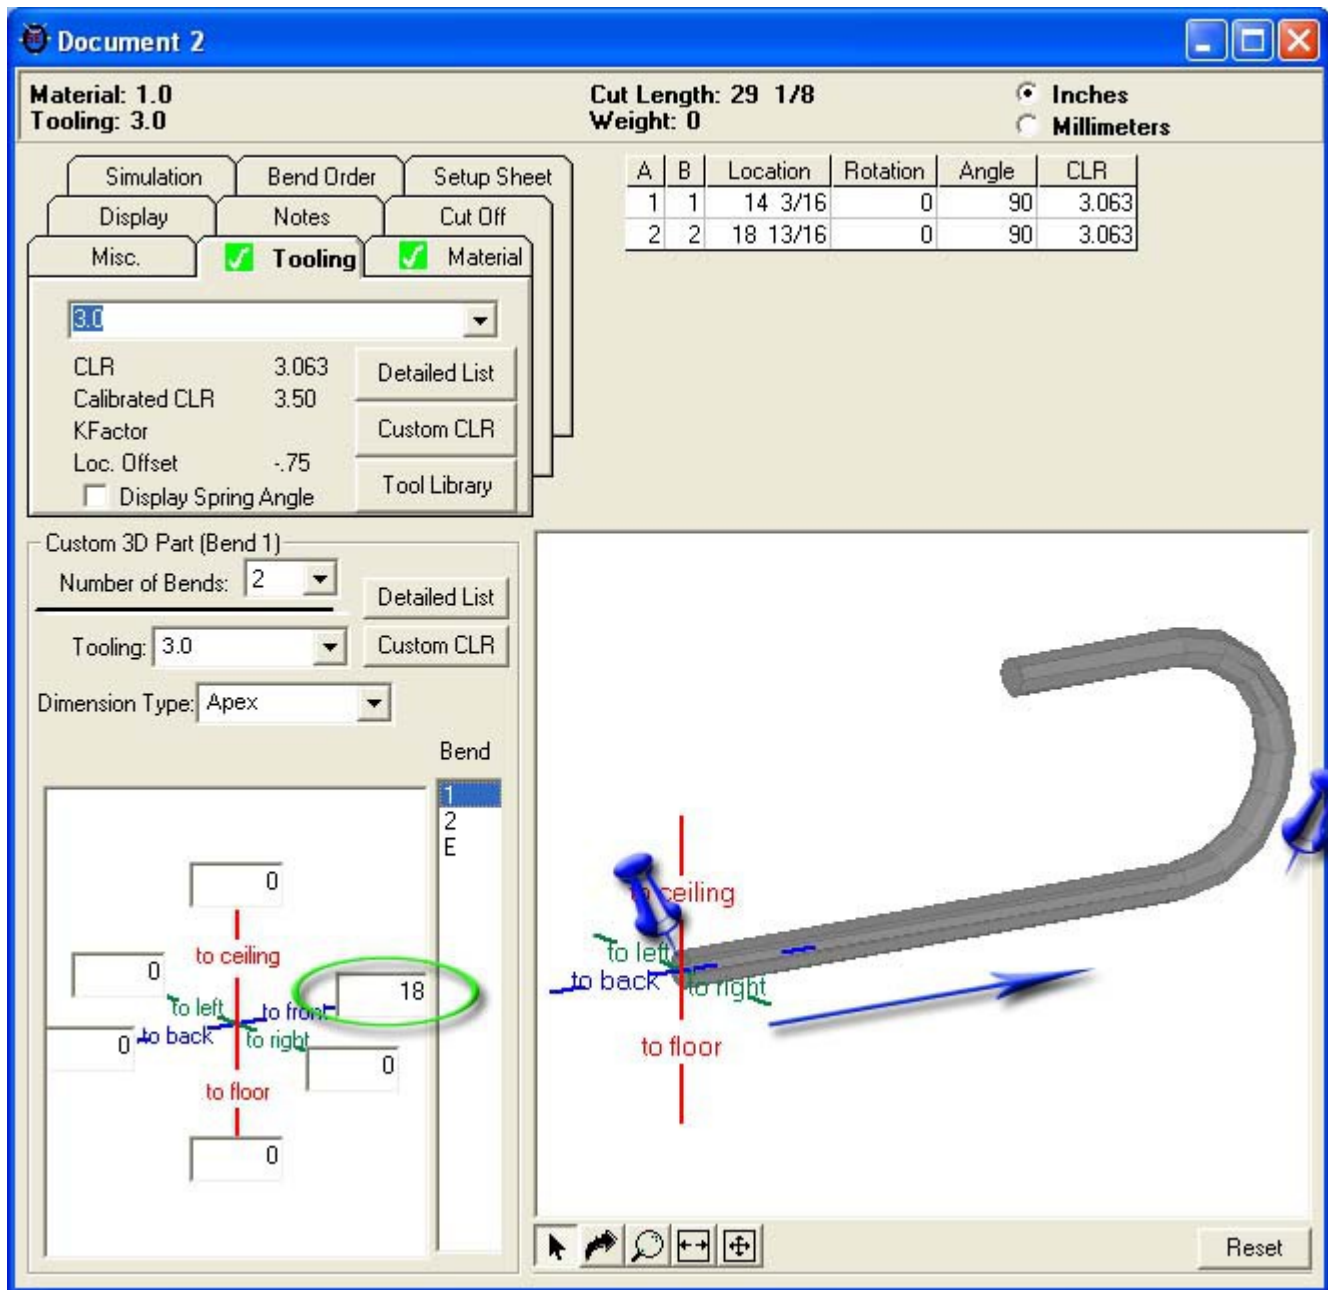 Document 2
Material: 1.0
Tooling: 3.0
Cut Length: 29 1/8
Weight: 0
Inches
Millimeters
Simulation Bend Order Setup Sheet
Display Notes Cut Off
Misc. Tooling Material
3.0
CLR 3.063
Calibrated CLR 3.50
KFactor
Loc. Offset -.75
Display Spring Angle
Detailed List
Custom CLR
Tool Library
A B Location Rotation Angle CLR
1 1 14 3/16 0 90 3.063
2 2 18 13/16 0 90 3.063
Custom 3D Part (Bend 1)
Number of Bends: 2
Detailed List
Tooling: 3.0
Custom CLR
Dimension Type: Apex
Bend
1
2
E
0
to ceiling
0
18
to left
to front
to back
to right
0
0
to floor
0
to ceiling
to left
to back
to right
to floor
Reset